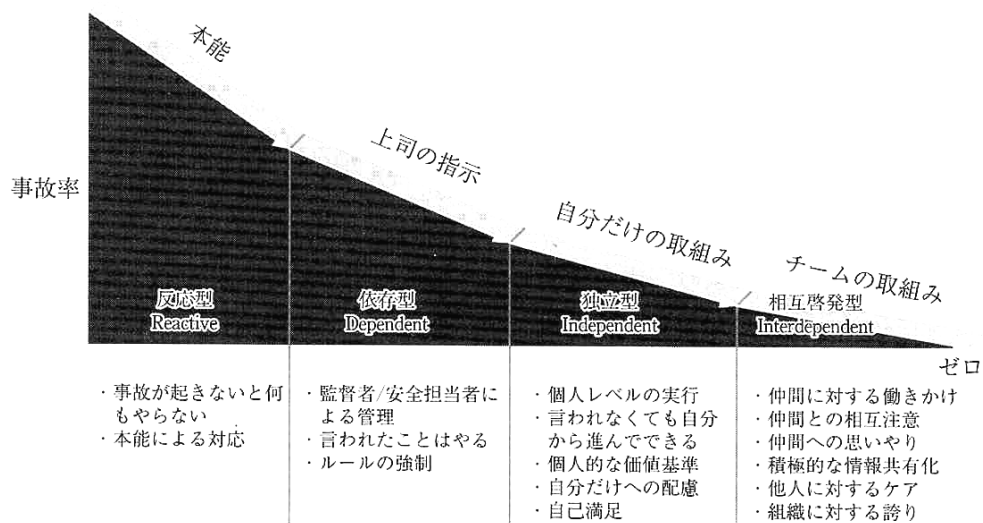 本能
上司の指示
自分だけの取組み
チームの取組み
事故率
反応型
Reactive
依存型
Dependent
独立型
Independent
相互啓発型
Interdependent
ゼロ
・事故が起きないと何
もやらない
・本能による対応
・監督者/安全担当者に
よる管理
・言われたことはやる
・ルールの強制
・個人レベルの実行
・言われなくても自分
から進んでできる
・個人的な価値基準
・自分だけへの配慮
・自己満足
・仲間に対する働きかけ
・仲間との相互注意
・仲間への思いやり
・積極的な情報共有化
・他人に対するケア
・組織に対する誇り